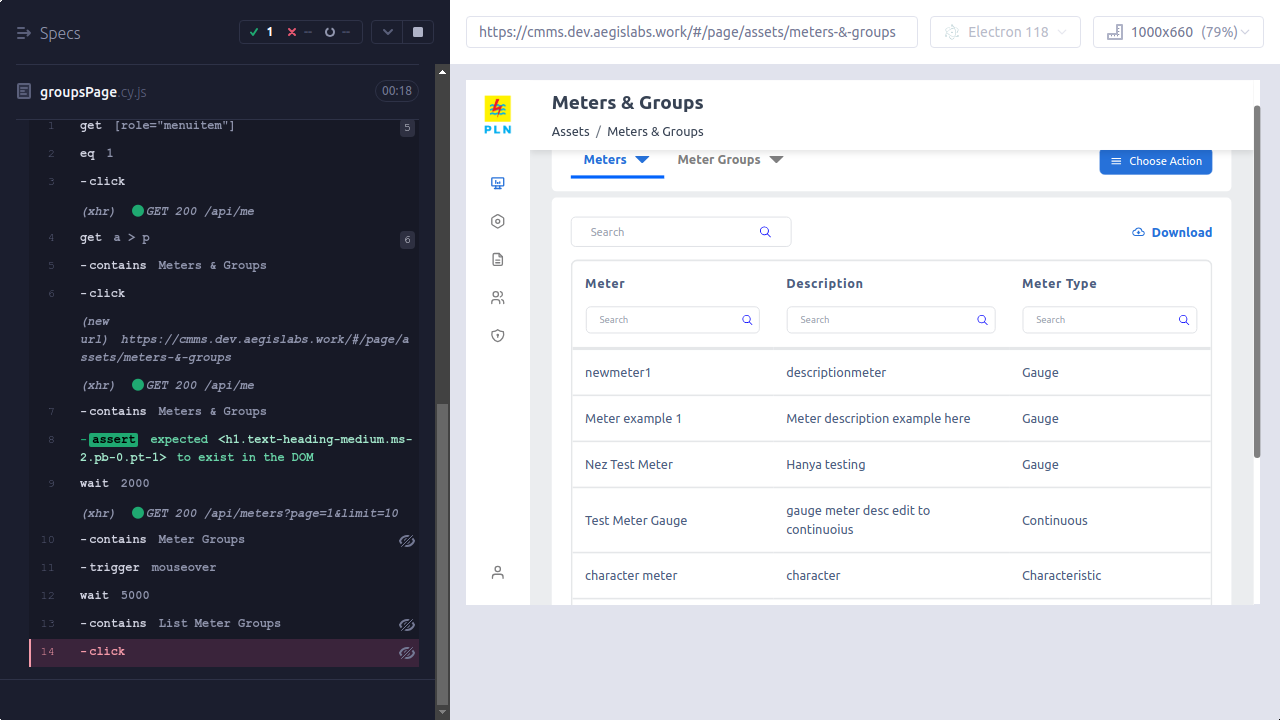 Specs
1
--
--
groupsPage.cy.js
00:18
1 get [role="menuitem"] 5
2 eq 1
3 -click
(xhr) GET 200 /api/me
4 get a > p 6
5 -contains Meters & Groups
6 -click
(new
url) https://cmms.dev.aegislabs.work/#/page/a
ssets/meters-&-groups
(xhr) GET 200 /api/me
7 -contains Meters & Groups
8 -assert expected <h1.text-heading-medium.ms-
2.pb-0.pt-1> to exist in the DOM
9 wait 2000
(xhr) GET 200 /api/meters?page=1&limit=10
10 -contains Meter Groups
11 -trigger mouseover
12 wait 5000
13 -contains List Meter Groups
14 -click
https://cmms.dev.aegislabs.work/#/page/assets/meters-&-groups
Electron 118
1000x660 (79%)
PLN
Meters & Groups
Assets / Meters & Groups
Meters
Meter Groups
Choose Action
Search
Download
Meter Description Meter Type
Search Search Search
newmeter1 descriptionmeter Gauge
Meter example 1 Meter description example here Gauge
Nez Test Meter Hanya testing Gauge
Test Meter Gauge gauge meter desc edit to Continuous
continuoius
character meter character Characteristic